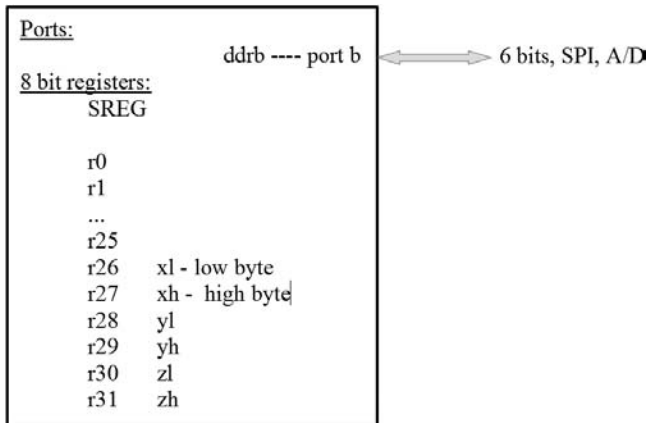 Ports:
ddrb ---- port b
6 bits, SPI, A/D
8 bit registers:
SREG
r0
r1
...
r25
r26 xl - low byte
r27 xh - high byte
r28 yl
r29 yh
r30 zl
r31 zh